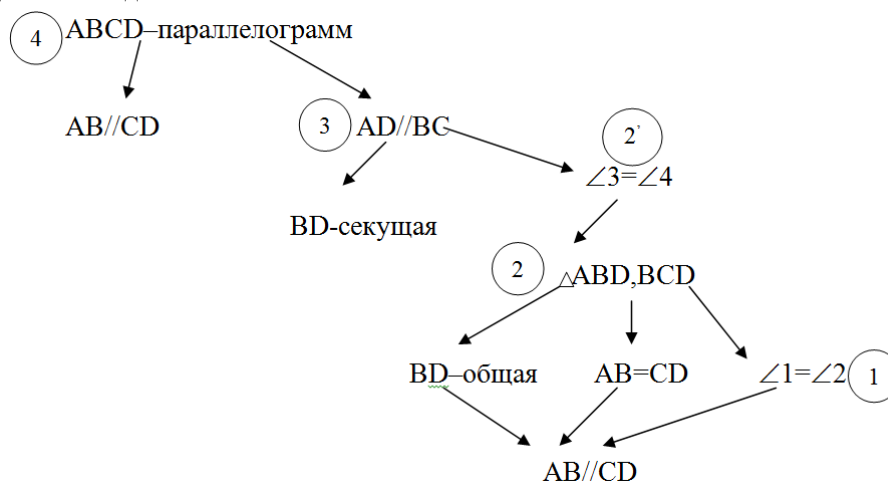 4 ABCD–параллелограмм
AB//CD
3 AD//BC
2'
∠3=∠4
BD-секущая
2 △ABD,BCD
BD–общая
AB=CD
∠1=∠2 1
AB//CD